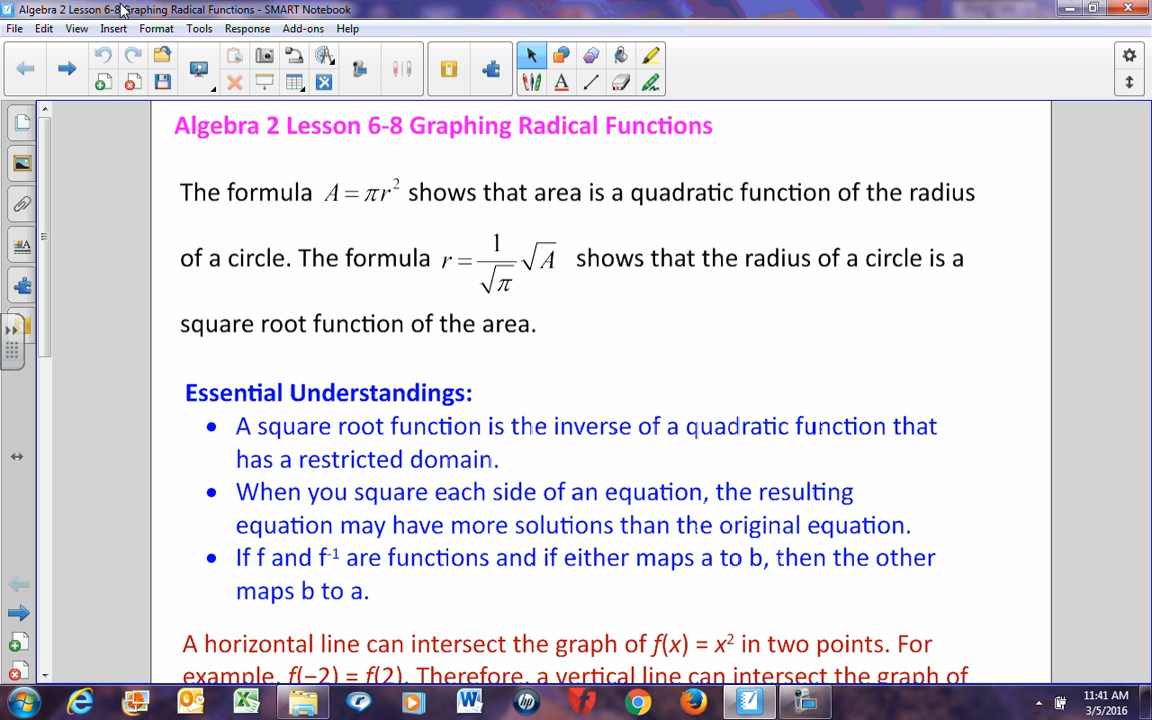 Algebra 2 Lesson 6-8 Graphing Radical Functions - SMART Notebook
File Edit View Insert Format Tools Response Add-ons Help
Algebra 2 Lesson 6-8 Graphing Radical Functions
The formula A = πr² shows that area is a quadratic function of the radius
of a circle. The formula r = 1/√π √A shows that the radius of a circle is a
square root function of the area.
Essential Understandings:
• A square root function is the inverse of a quadratic function that
has a restricted domain.
• When you square each side of an equation, the resulting
equation may have more solutions than the original equation.
• If f and f⁻¹ are functions and if either maps a to b, then the other
maps b to a.
A horizontal line can intersect the graph of f(x) = x² in two points. For
example, f(−2) = f(2). Therefore, a vertical line can intersect the graph of
11:41 AM
3/5/2016